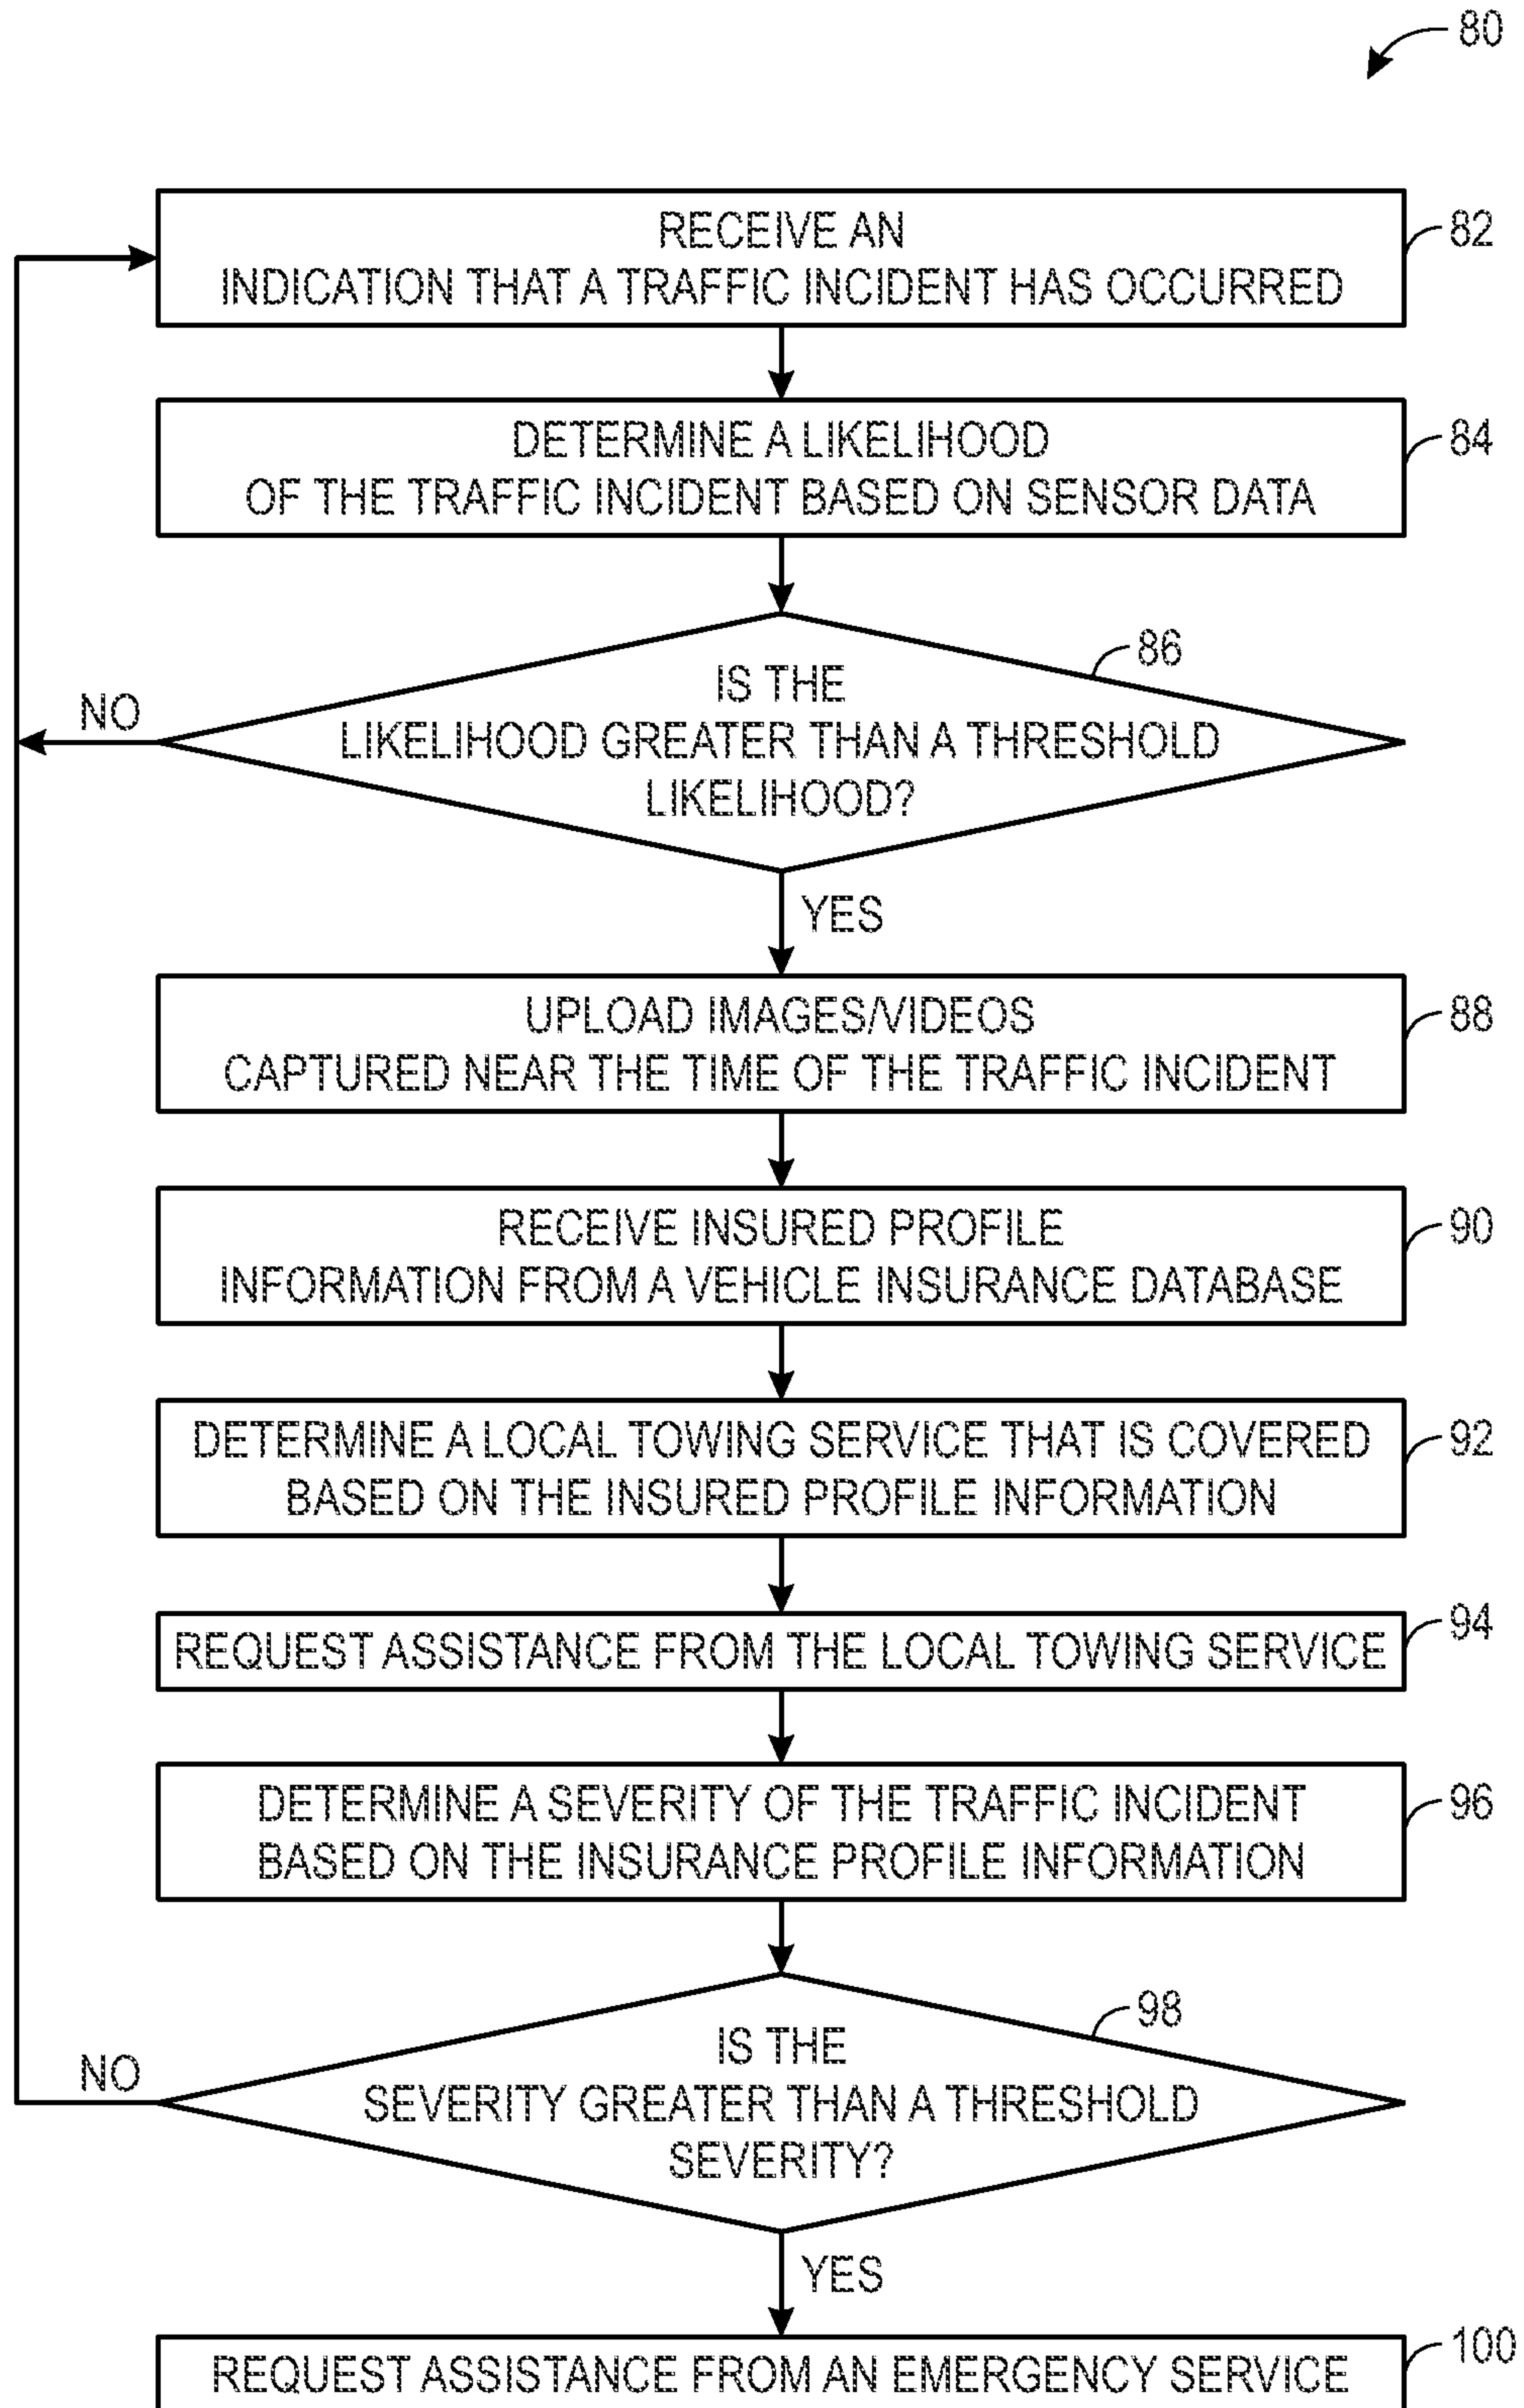 80
RECEIVE AN
INDICATION THAT A TRAFFIC INCIDENT HAS OCCURRED
82
DETERMINE A LIKELIHOOD
OF THE TRAFFIC INCIDENT BASED ON SENSOR DATA
84
86
IS THE
LIKELIHOOD GREATER THAN A THRESHOLD
LIKELIHOOD?
NO
YES
UPLOAD IMAGES/VIDEOS
CAPTURED NEAR THE TIME OF THE TRAFFIC INCIDENT
88
RECEIVE INSURED PROFILE
INFORMATION FROM A VEHICLE INSURANCE DATABASE
90
DETERMINE A LOCAL TOWING SERVICE THAT IS COVERED
BASED ON THE INSURED PROFILE INFORMATION
92
REQUEST ASSISTANCE FROM THE LOCAL TOWING SERVICE
94
DETERMINE A SEVERITY OF THE TRAFFIC INCIDENT
BASED ON THE INSURANCE PROFILE INFORMATION
96
98
IS THE
SEVERITY GREATER THAN A THRESHOLD
SEVERITY?
NO
YES
REQUEST ASSISTANCE FROM AN EMERGENCY SERVICE
100